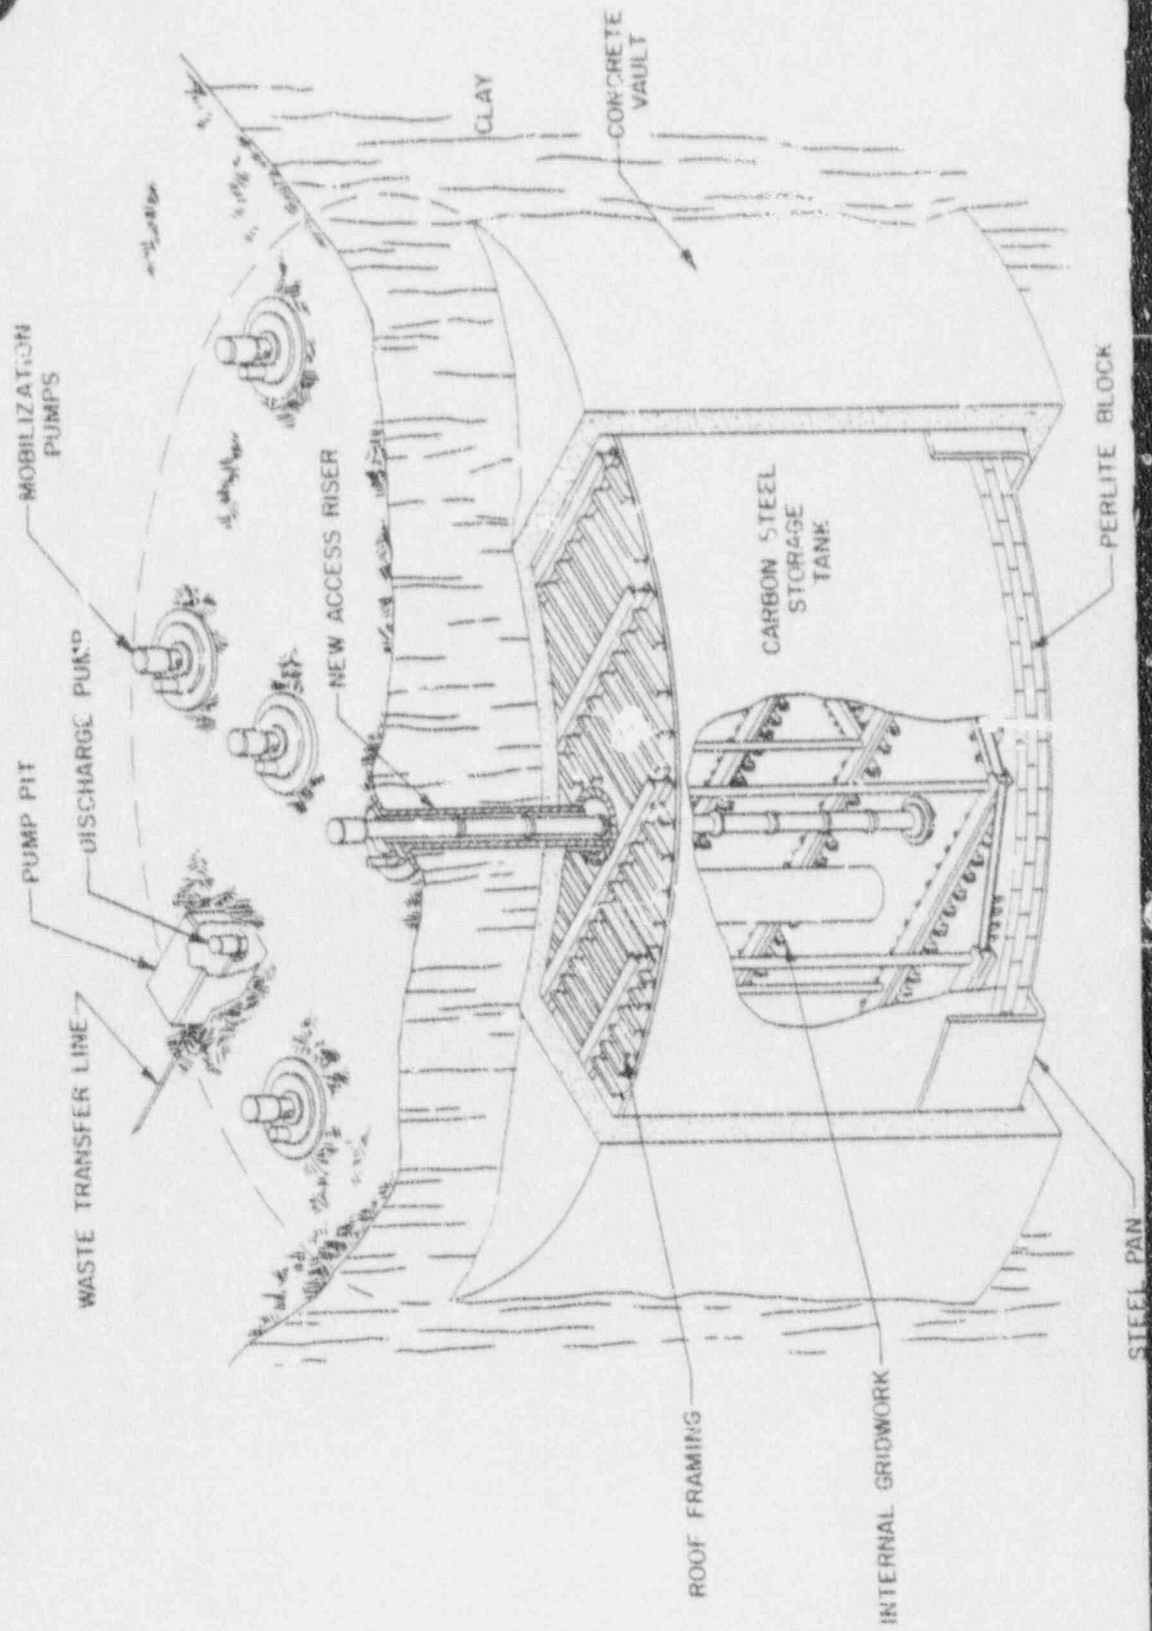 WASTE TRANSFER LINE
PUMP PIT
DISCHARGE PUMP
MOBILIZATION
PUMPS
NEW ACCESS RISER
CLAY
CONCRETE
VAULT
CARBON STEEL
STORAGE
TANK
ROOF FRAMING
INTERNAL GRIDWORK
PERLITE BLOCK
STEEL PAN